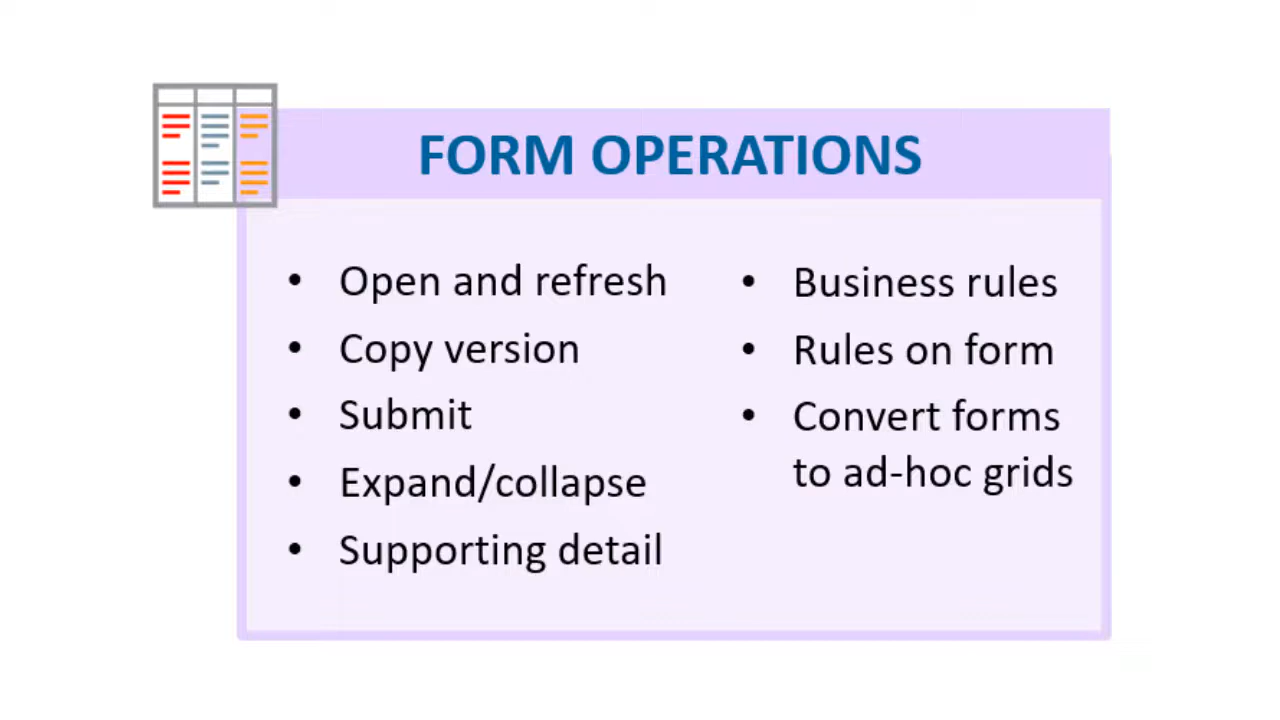 FORM OPERATIONS
• Open and refresh
• Copy version
• Submit
• Expand/collapse
• Supporting detail
• Business rules
• Rules on form
• Convert forms
to ad-hoc grids